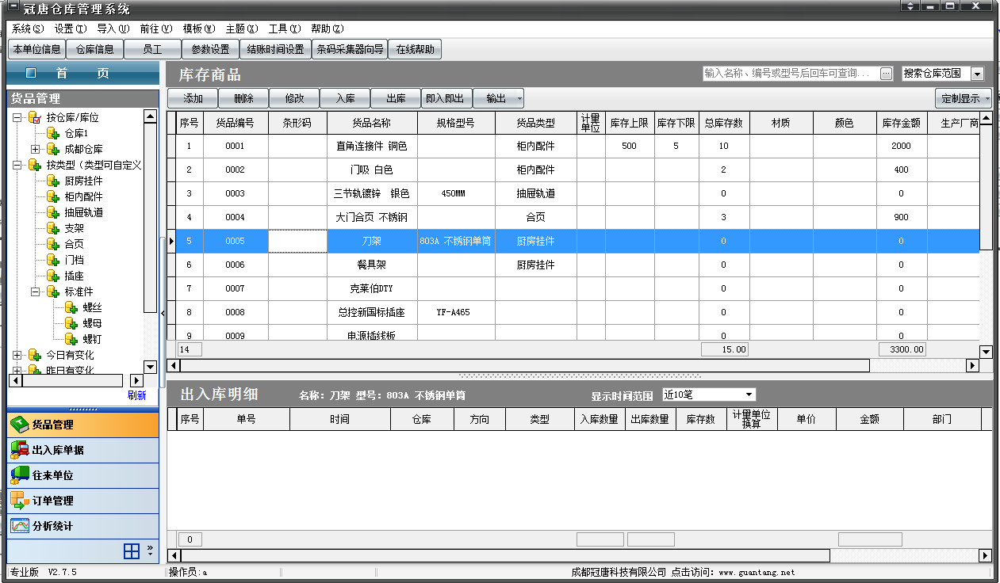 冠唐仓库管理系统
系统(S) 设置(T) 导入(U) 前往(V) 模板(W) 主题(X) 工具(Y) 帮助(Z)
本单位信息 仓库信息 员工 参数设置 结账时间设置 条码采集器向导 在线帮助
首 页
库存商品
输入名称、编号或型号后回车可查询... 搜索仓库范围
货品管理
添加 删除 修改 入库 出库 即入即出 输出 定制显示
按仓库/库位
仓库1
成都仓库
按类型（类型可自定义
厨房挂件
柜内配件
抽屉轨道
支架
合页
门档
插座
标准件
螺丝
螺母
螺钉
今日有变化
昨日有变化
刷新
序号 货品编号 条形码 货品名称 规格型号 货品类型 计量单位 库存上限 库存下限 总库存数 材质 颜色 库存金额 生产厂商
1 0001 直角连接件 铜色 柜内配件 500 5 10 2000
2 0002 门吸 白色 柜内配件 2 400
3 0003 三节轨镀锌 银色 450MM 抽屉轨道 0 0
4 0004 大门合页 不锈钢 合页 3 900
5 0005 刀架 803A 不锈钢单筒 厨房挂件 0 0
6 0006 餐具架 厨房挂件 0 0
7 0007 克莱伯DTY 0 0
8 0008 总控新国标插座 YF-A465 0 0
9 0009 电源插线板 0 0
14 15.00 3300.00
出入库明细 名称: 刀架 型号: 803A 不锈钢单筒 显示时间范围 近10笔
序号 单号 时间 仓库 方向 类型 入库数量 出库数量 库存数 计量单位换算 单价 金额 部门
0
货品管理
出入库单据
往来单位
订单管理
分析统计
专业版 V2.7.5 操作员:a 成都冠唐科技有限公司 点击访问: www.guantang.net